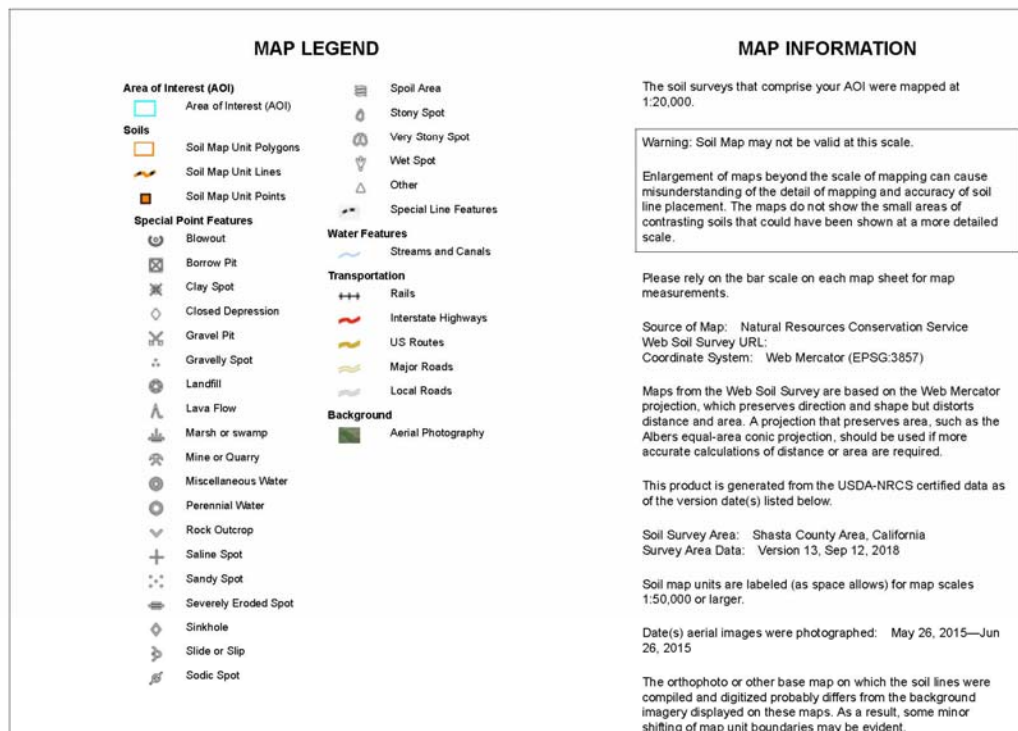 MAP LEGEND
Area of Interest (AOI)
Area of Interest (AOI)
Soils
Soil Map Unit Polygons
Soil Map Unit Lines
Soil Map Unit Points
Special Point Features
Blowout
Borrow Pit
Clay Spot
Closed Depression
Gravel Pit
Gravelly Spot
Landfill
Lava Flow
Marsh or swamp
Mine or Quarry
Miscellaneous Water
Perennial Water
Rock Outcrop
Saline Spot
Sandy Spot
Severely Eroded Spot
Sinkhole
Slide or Slip
Sodic Spot
Spoil Area
Stony Spot
Very Stony Spot
Wet Spot
Other
Special Line Features
Water Features
Streams and Canals
Transportation
Rails
Interstate Highways
US Routes
Major Roads
Local Roads
Background
Aerial Photography
MAP INFORMATION
The soil surveys that comprise your AOI were mapped at
1:20,000.
Warning: Soil Map may not be valid at this scale.
Enlargement of maps beyond the scale of mapping can cause
misunderstanding of the detail of mapping and accuracy of soil
line placement. The maps do not show the small areas of
contrasting soils that could have been shown at a more detailed
scale.
Please rely on the bar scale on each map sheet for map
measurements.
Source of Map: Natural Resources Conservation Service
Web Soil Survey URL:
Coordinate System: Web Mercator (EPSG:3857)
Maps from the Web Soil Survey are based on the Web Mercator
projection, which preserves direction and shape but distorts
distance and area. A projection that preserves area, such as the
Albers equal-area conic projection, should be used if more
accurate calculations of distance or area are required.
This product is generated from the USDA-NRCS certified data as
of the version date(s) listed below.
Soil Survey Area: Shasta County Area, California
Survey Area Data: Version 13, Sep 12, 2018
Soil map units are labeled (as space allows) for map scales
1:50,000 or larger.
Date(s) aerial images were photographed: May 26, 2015—Jun
26, 2015
The orthophoto or other base map on which the soil lines were
compiled and digitized probably differs from the background
imagery displayed on these maps. As a result, some minor
shifting of map unit boundaries may be evident.